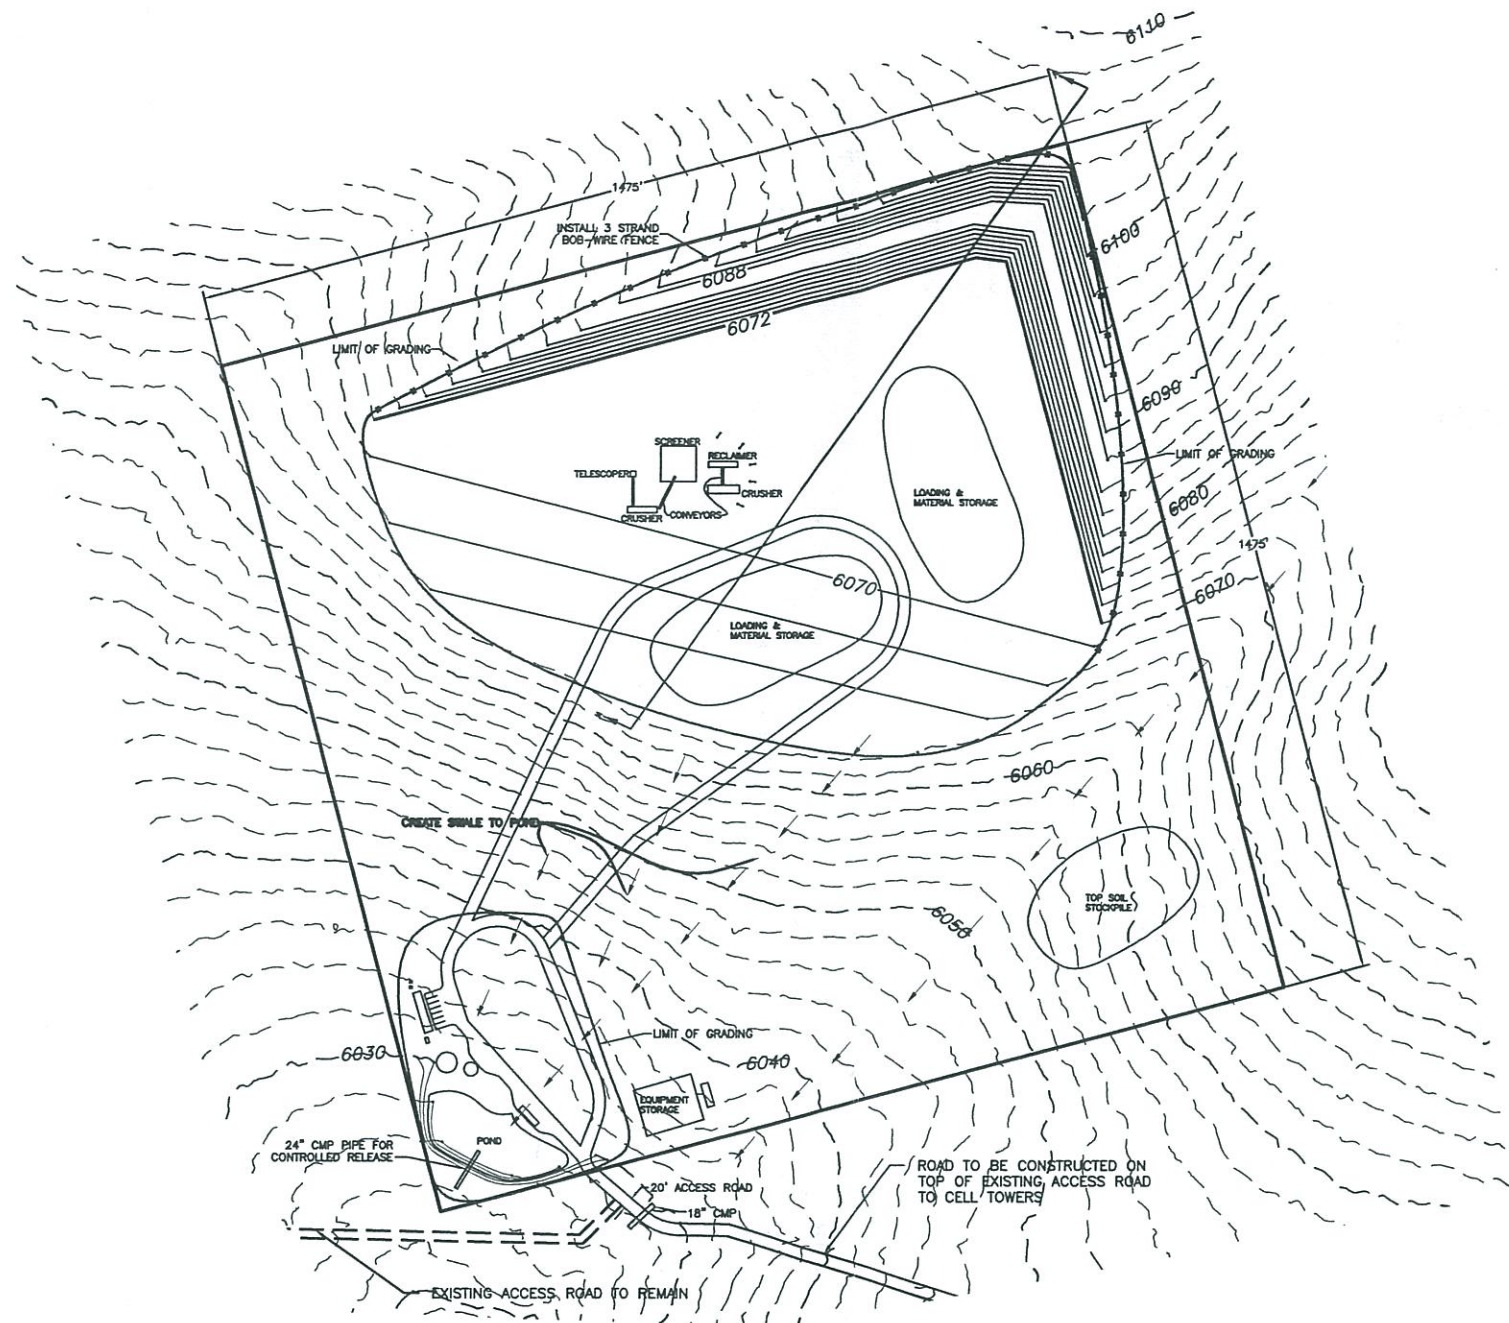 6110
1475'
INSTALL 3 STRAND
BOB-WIRE FENCE
6100
6088
6072
LIMIT OF GRADING
6090
SCREENER
RECLAIMER
TELESCOPER
CRUSHER
CRUSHER
CONVEYORS
LIMIT OF GRADING
LOADING &
MATERIAL STORAGE
6080
1475'
6070
6070
LOADING &
MATERIAL STORAGE
6060
CREATE SWALE TO POND
TOP SOIL
STOCKPILE
6050
LIMIT OF GRADING
6030
6040
EQUIPMENT
STORAGE
24" CMP PIPE FOR
CONTROLLED RELEASE
POND
ROAD TO BE CONSTRUCTED ON
TOP OF EXISTING ACCESS ROAD
TO CELL TOWERS
20' ACCESS ROAD
18" CMP
EXISTING ACCESS ROAD TO REMAIN